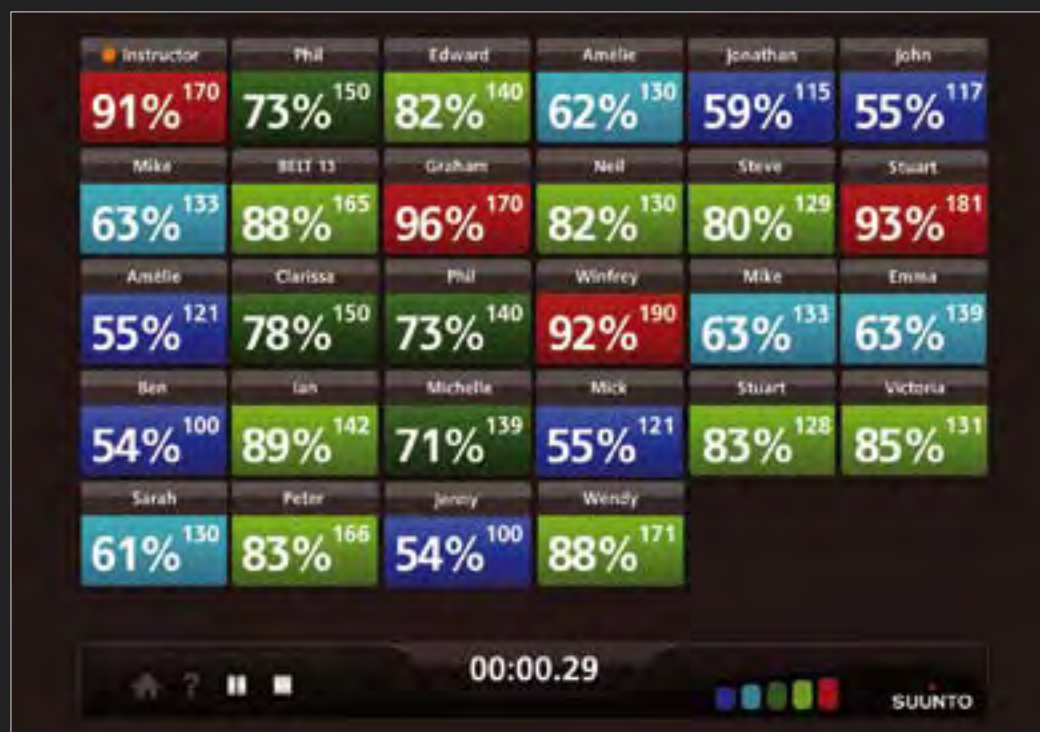 Instructor Phil Edward Amélie Jonathan John
91% 170 73% 150 82% 140 62% 130 59% 115 55% 117
Mike BELT 13 Graham Neil Steve Stuart
63% 133 88% 165 96% 170 82% 130 80% 129 93% 181
Amélie Clarissa Phil Winfrey Mike Emma
55% 121 78% 150 73% 140 92% 190 63% 133 63% 139
Ben Ian Michelle Mick Stuart Victoria
54% 100 89% 142 71% 139 55% 121 83% 128 85% 131
Sarah Peter Jenny Wendy
61% 130 83% 166 54% 100 88% 171
? 00:00.29
SUUNTO